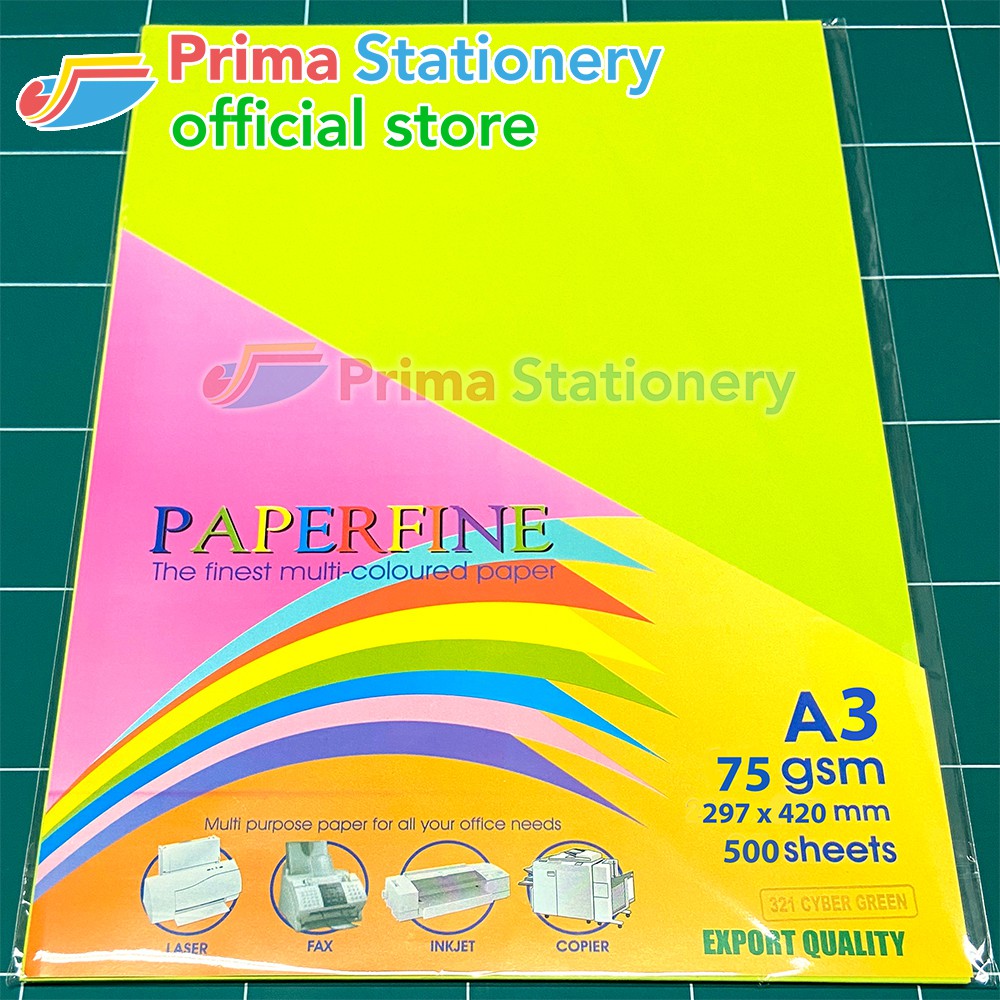 Prima Stationery
official store
Prima Stationery
PAPERFINE
The finest multi-coloured paper
A3
75 gsm
297 x 420 mm
500 sheets
Multi purpose paper for all your office needs
LASER
FAX
INKJET
COPIER
321 CYBER GREEN
EXPORT QUALITY